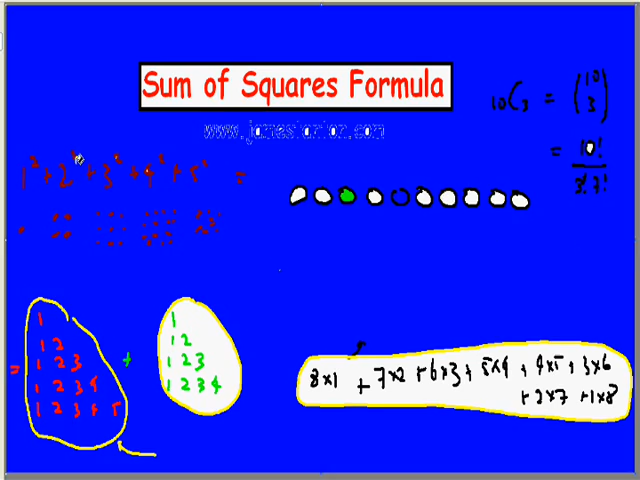 Sum of Squares Formula
www.jamestanton.com
₁₀C₃ = (10 3)
= 10! / 3! 7!
1² + 2² + 3² + 4² + 5² =
=
1
1 2
1 2 3
1 2 3 4
1 2 3 4 5
+
1
1 2
1 2 3
1 2 3 4
8×1 + 7×2 + 6×3 + 5×4 + 4×5 + 3×6
+ 2×7 + 1×8